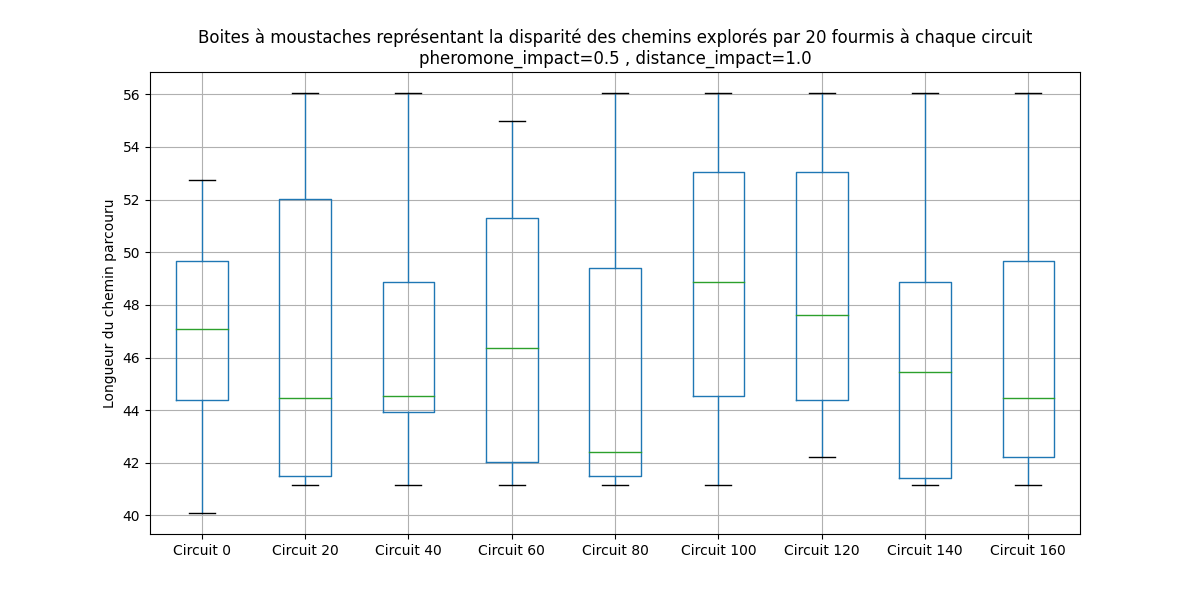 Boites à moustaches représentant la disparité des chemins explorés par 20 fourmis à chaque circuit
pheromone_impact=0.5 , distance_impact=1.0
Longueur du chemin parcouru
56
54
52
50
48
46
44
42
40
Circuit 0 Circuit 20 Circuit 40 Circuit 60 Circuit 80 Circuit 100 Circuit 120 Circuit 140 Circuit 160